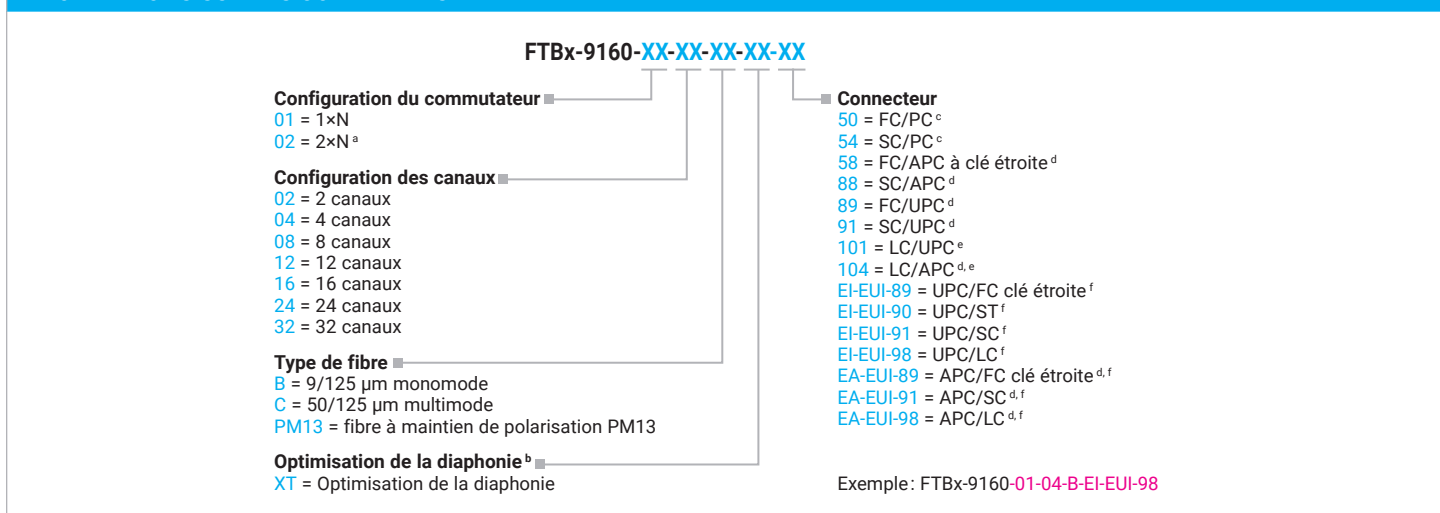 FTBx-9160-XX-XX-XX-XX-XX
Configuration du commutateur
01 = 1×N
02 = 2×N a
Configuration des canaux
02 = 2 canaux
04 = 4 canaux
08 = 8 canaux
12 = 12 canaux
16 = 16 canaux
24 = 24 canaux
32 = 32 canaux
Type de fibre
B = 9/125 µm monomode
C = 50/125 µm multimode
PM13 = fibre à maintien de polarisation PM13
Optimisation de la diaphonie b
XT = Optimisation de la diaphonie
Connecteur
50 = FC/PC c
54 = SC/PC c
58 = FC/APC à clé étroite d
88 = SC/APC d
89 = FC/UPC d
91 = SC/UPC d
101 = LC/UPC e
104 = LC/APC d, e
EI-EUI-89 = UPC/FC clé étroite f
EI-EUI-90 = UPC/ST f
EI-EUI-91 = UPC/SC f
EI-EUI-98 = UPC/LC f
EA-EUI-89 = APC/FC clé étroite d, f
EA-EUI-91 = APC/SC d, f
EA-EUI-98 = APC/LC d, f
Exemple : FTBx-9160-01-04-B-EI-EUI-98